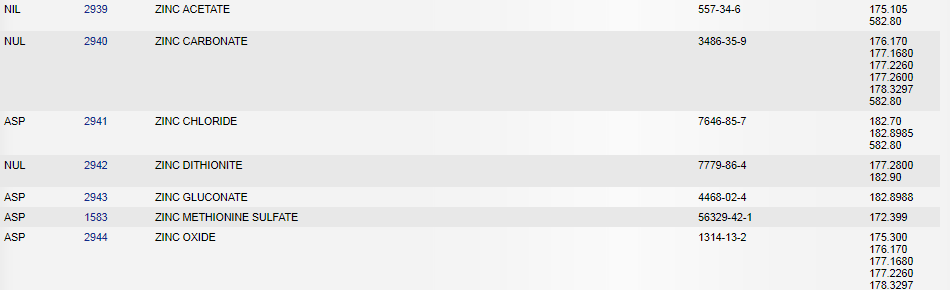 NIL 2939 ZINC ACETATE 557-34-6 175.105
582.80
NUL 2940 ZINC CARBONATE 3486-35-9 176.170
177.1680
177.2260
177.2600
178.3297
582.80
ASP 2941 ZINC CHLORIDE 7646-85-7 182.70
182.8985
582.80
NUL 2942 ZINC DITHIONITE 7779-86-4 177.2800
182.90
ASP 2943 ZINC GLUCONATE 4468-02-4 182.8988
ASP 1583 ZINC METHIONINE SULFATE 56329-42-1 172.399
ASP 2944 ZINC OXIDE 1314-13-2 175.300
176.170
177.1680
177.2260
178.3297